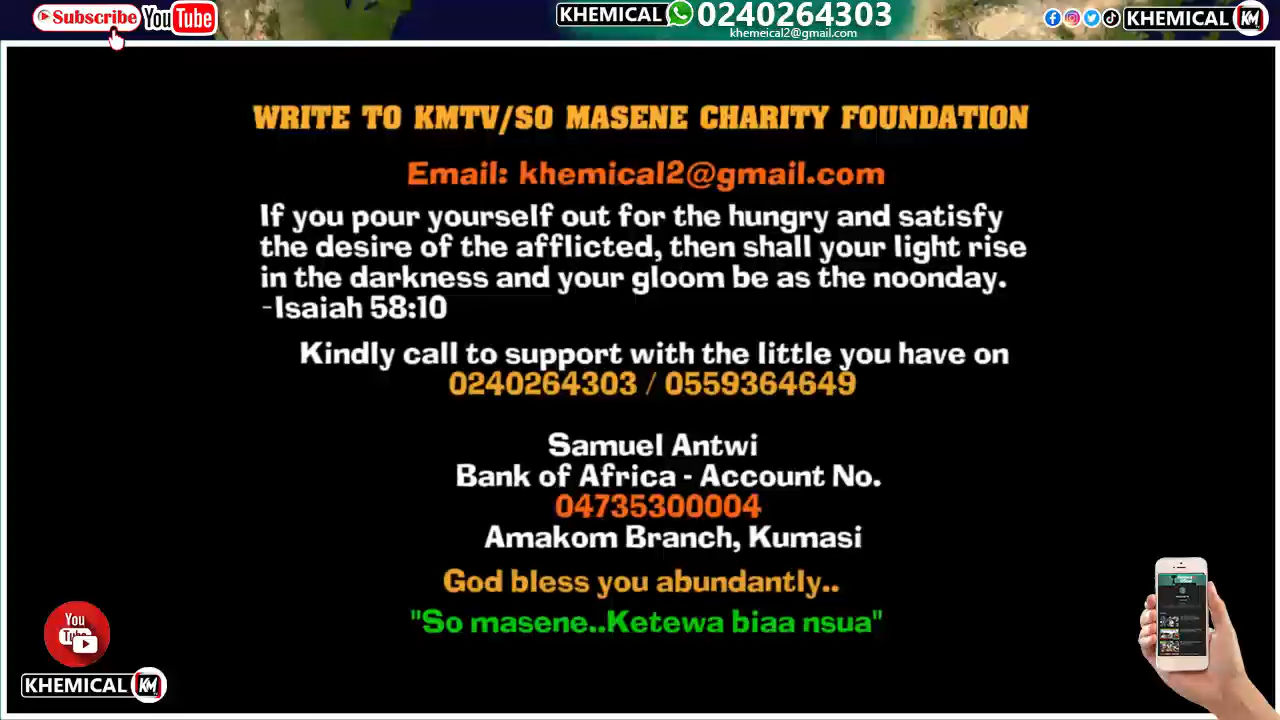 Subscribe YouTube
KHEMICAL 0240264303
khemeical2@gmail.com
KHEMICAL KM
WRITE TO KMTV/SO MASENE CHARITY FOUNDATION
Email: khemical2@gmail.com
If you pour yourself out for the hungry and satisfy
the desire of the afflicted, then shall your light rise
in the darkness and your gloom be as the noonday.
-Isaiah 58:10
Kindly call to support with the little you have on
0240264303 / 0559364649
Samuel Antwi
Bank of Africa - Account No.
04735300004
Amakom Branch, Kumasi
God bless you abundantly..
"So masene..Ketewa biaa nsua"
You
Tube
KHEMICAL KM